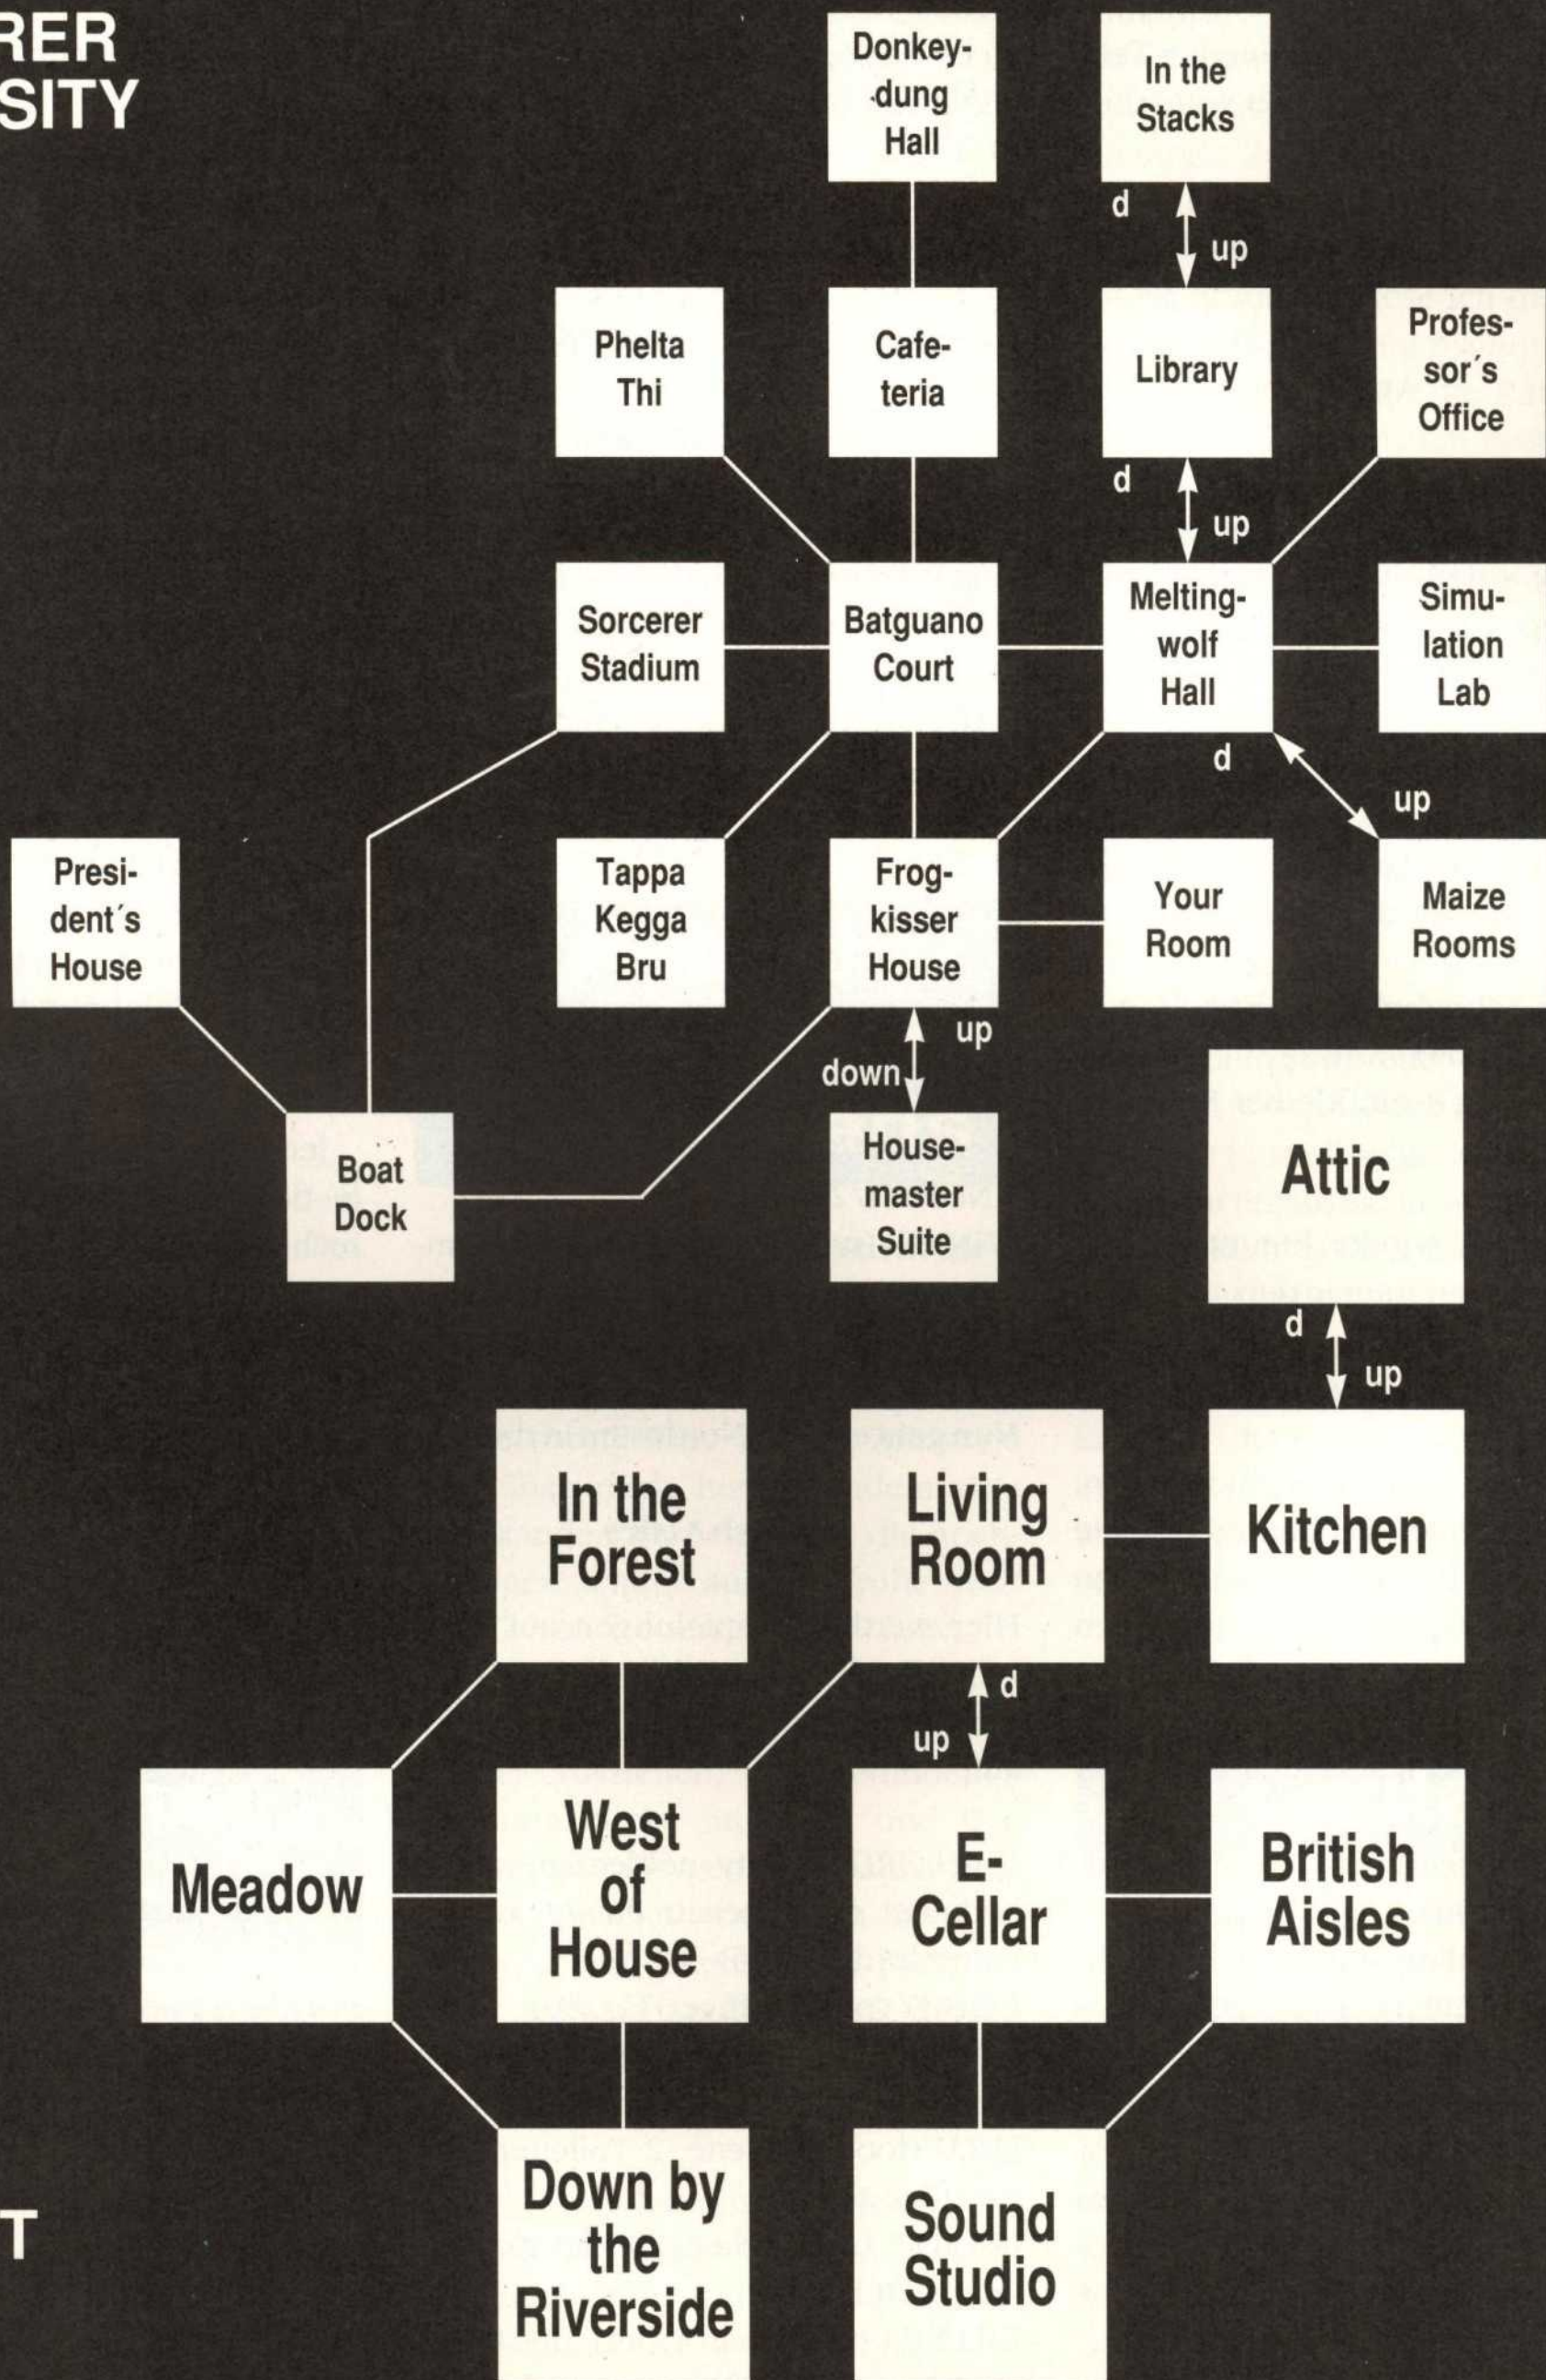 RER
SITY
Donkey-
dung
Hall
In the
Stacks
d
up
Phelta
Thi
Cafe-
teria
Library
Profes-
sor´s
Office
d
up
Sorcerer
Stadium
Batguano
Court
Melting-
wolf
Hall
Simu-
lation
Lab
d
up
Presi-
dent´s
House
Tappa
Kegga
Bru
Frog-
kisser
House
Your
Room
Maize
Rooms
up
down
Boat
Dock
House-
master
Suite
Attic
d
up
In the
Forest
Living
Room
Kitchen
d
up
Meadow
West
of
House
E-
Cellar
British
Aisles
Down by
the
Riverside
Sound
Studio
T